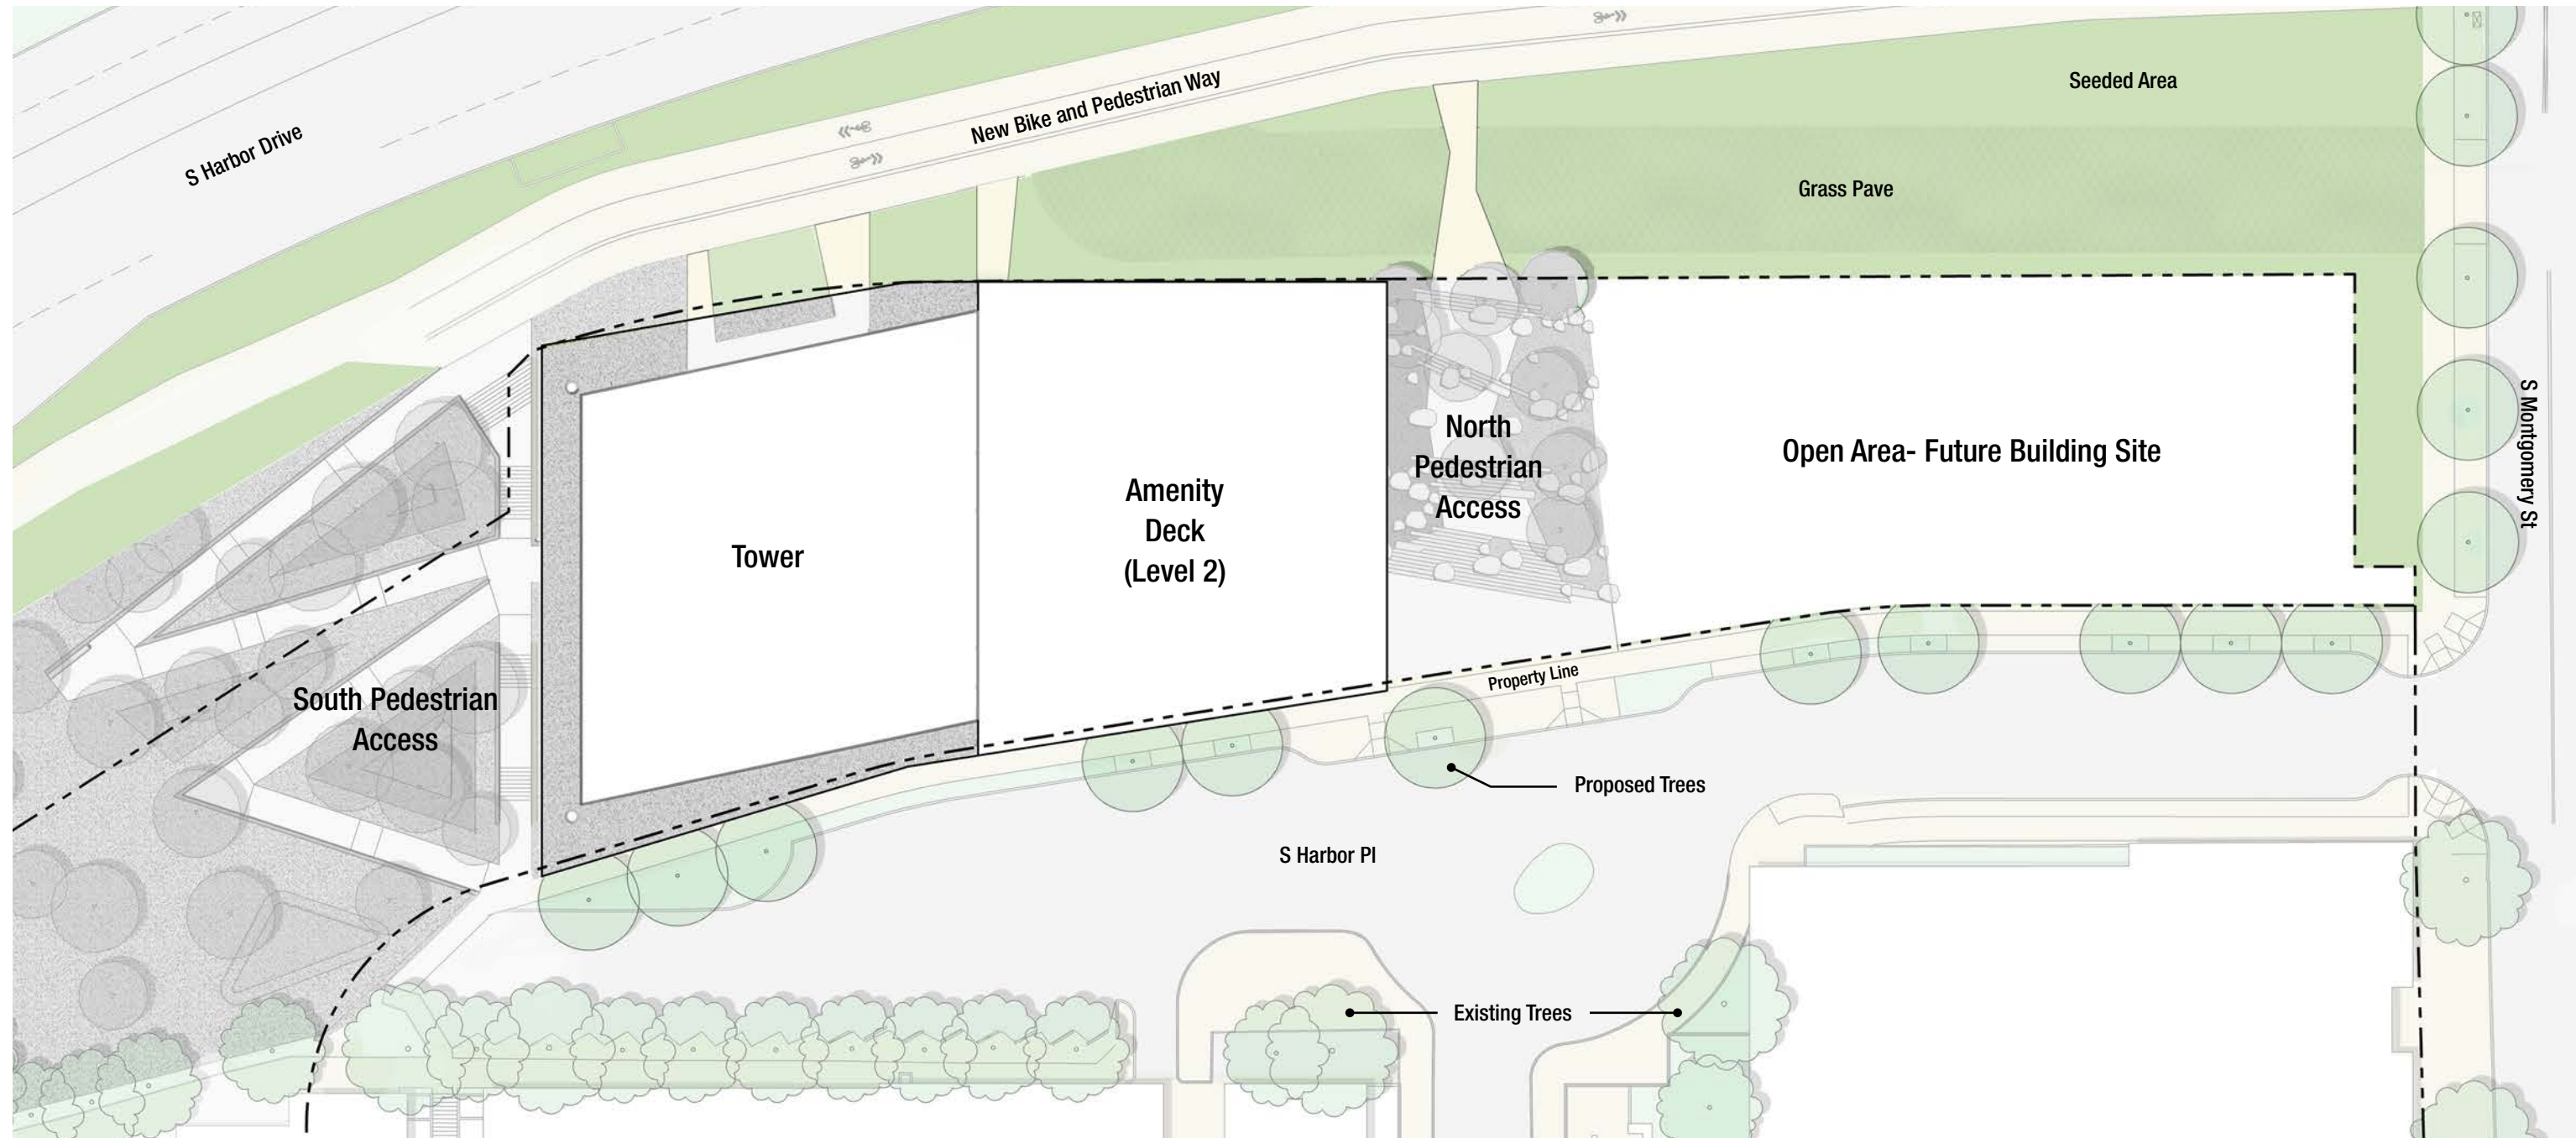 S Harbor Drive
New Bike and Pedestrian Way
Seeded Area
Grass Pave
North
Pedestrian
Access
Open Area- Future Building Site
S Montgomery St
Amenity
Deck
(Level 2)
Tower
South Pedestrian
Access
Property Line
Proposed Trees
S Harbor Pl
Existing Trees